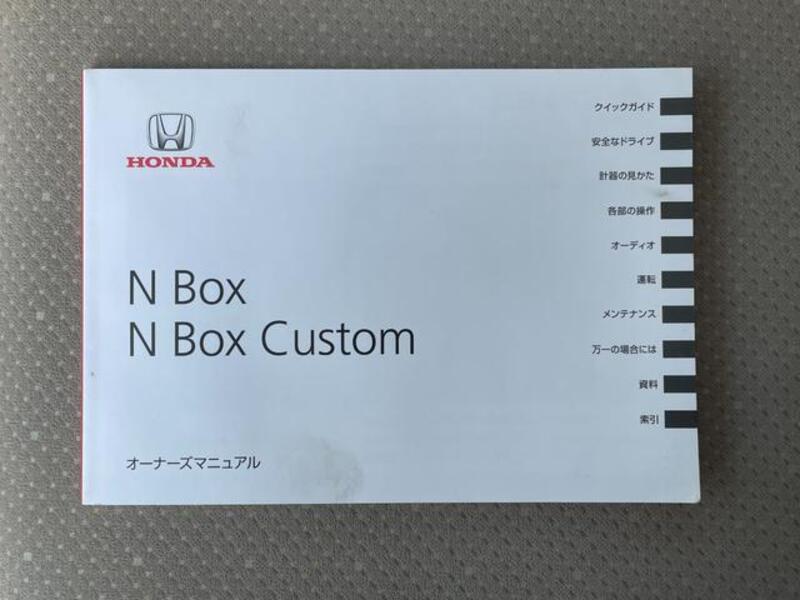 HONDA
N Box
N Box Custom
オーナーズマニュアル
クイックガイド
安全なドライブ
計器の見かた
各部の操作
オーディオ
運転
メンテナンス
万一の場合には
資料
索引